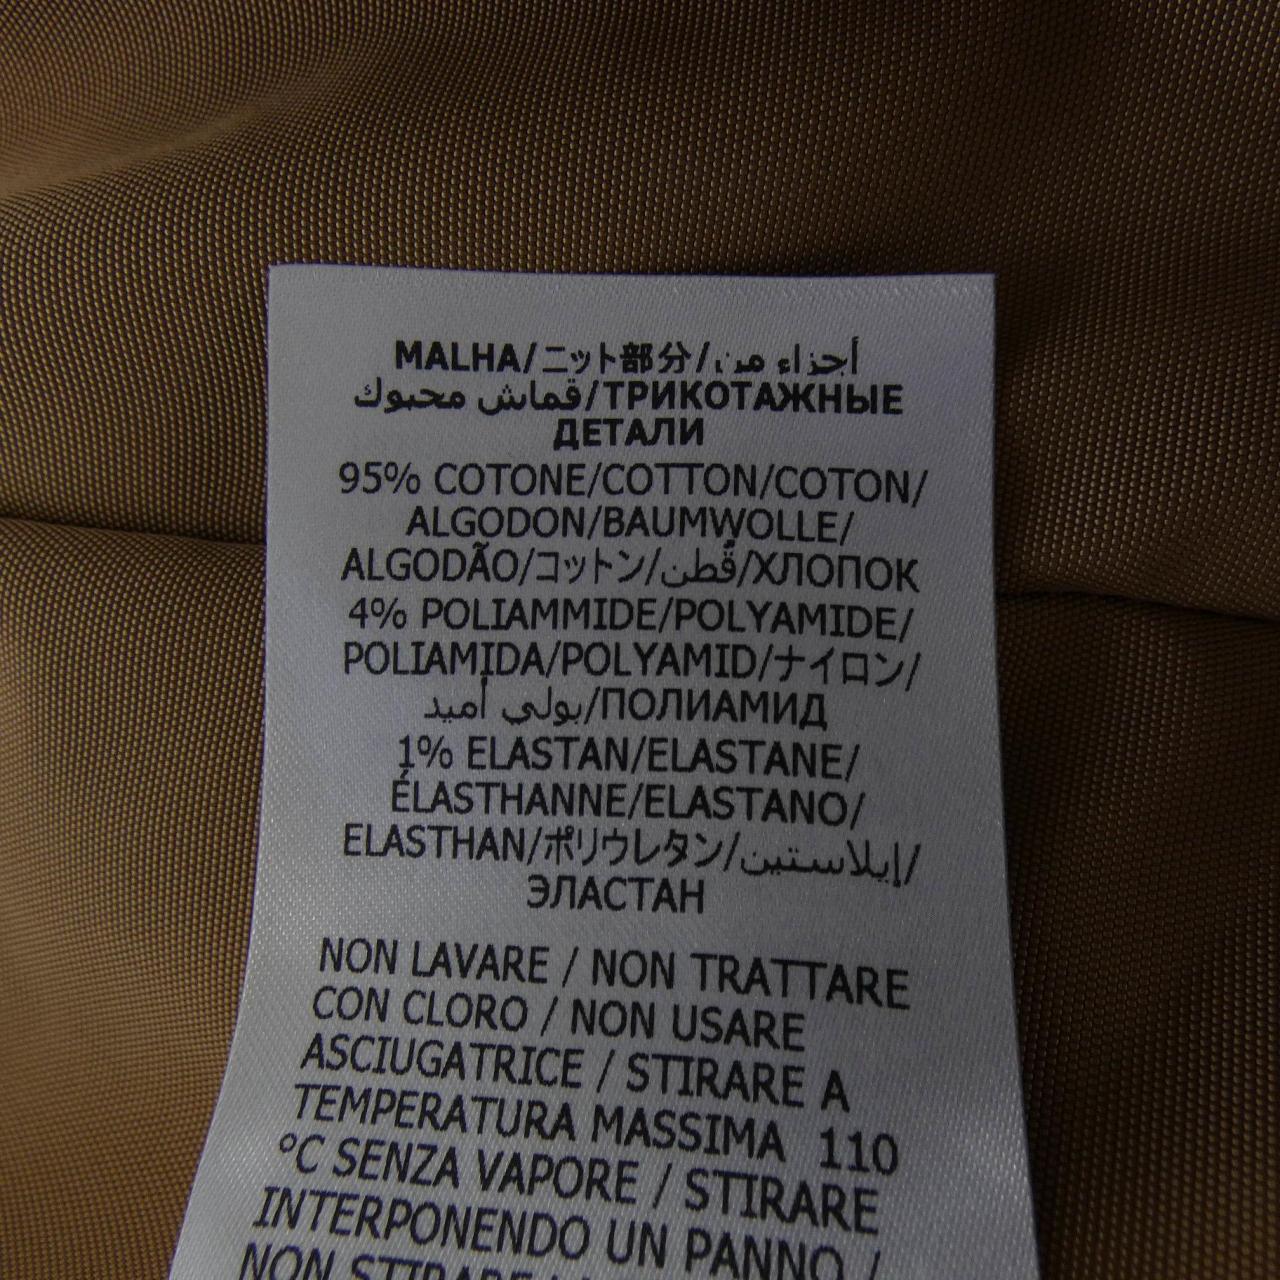 MALHA/ニット部分/أجزاء من
قماش محبوك/ТРИКОТАЖНЫЕ
ДЕТАЛИ
95% COTONE/COTTON/COTON/
ALGODON/BAUMWOLLE/
ALGODÃO/コットン/قُطن/ХЛОПОК
4% POLIAMMIDE/POLYAMIDE/
POLIAMIDA/POLYAMID/ナイロン/
بولي أميد/ПОЛИАМИД
1% ELASTAN/ELASTANE/
ÉLASTHANNE/ELASTANO/
ELASTHAN/ポリウレタン/إيلاستين/
ЭЛАСТАН
NON LAVARE / NON TRATTARE
CON CLORO / NON USARE
ASCIUGATRICE / STIRARE A
TEMPERATURA MASSIMA 110
°C SENZA VAPORE / STIRARE
INTERPONENDO UN PANNO /
NON STIRARE